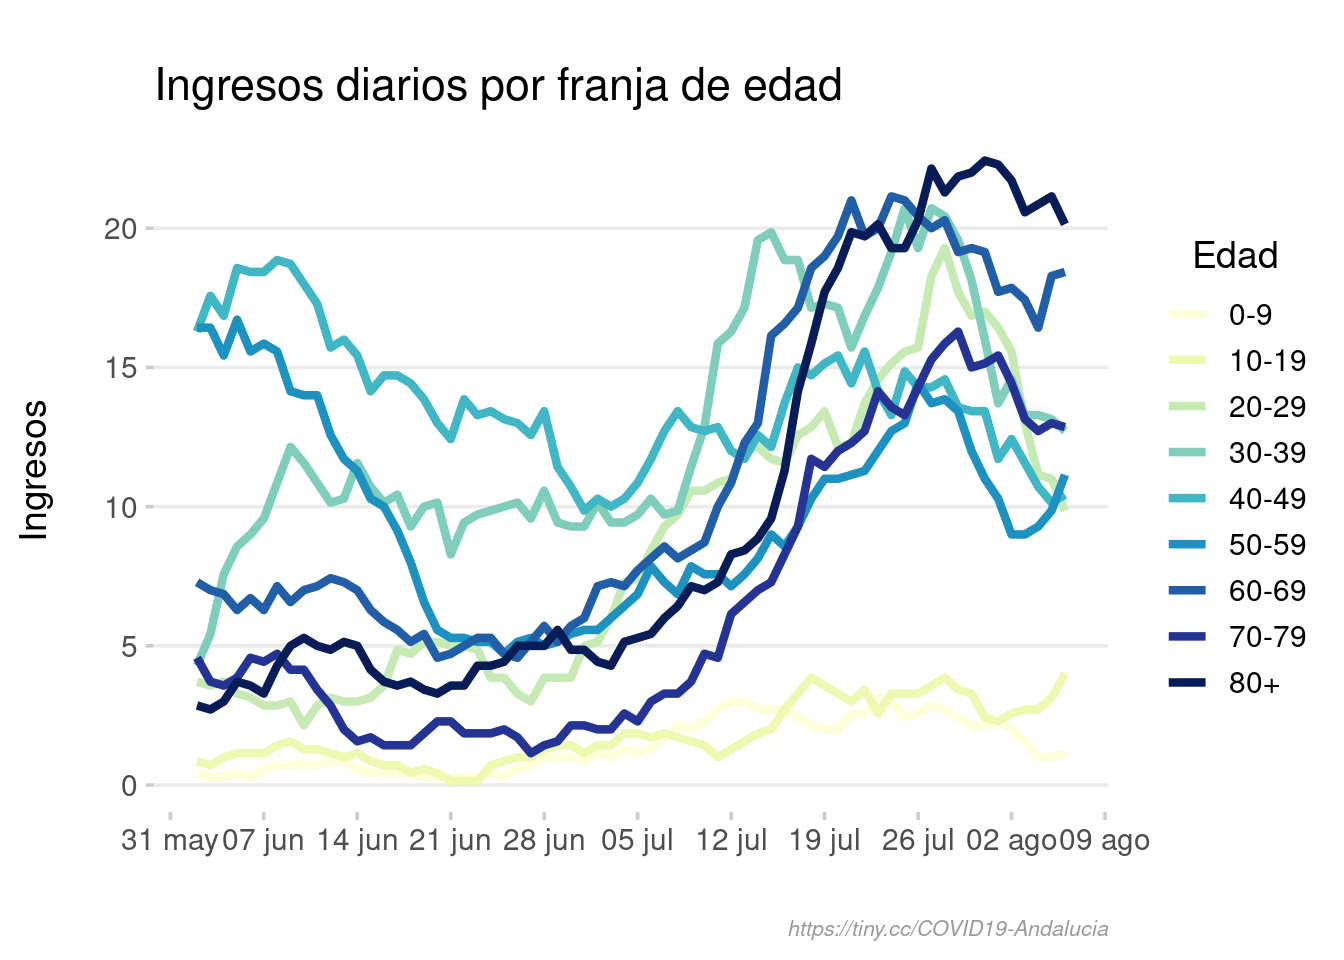 Ingresos diarios por franja de edad
Ingresos
20
15
10
5
0
31 may 07 jun 14 jun 21 jun 28 jun 05 jul 12 jul 19 jul 26 jul 02 ago 09 ago
Edad
0-9
10-19
20-29
30-39
40-49
50-59
60-69
70-79
80+
https://tiny.cc/COVID19-Andalucia